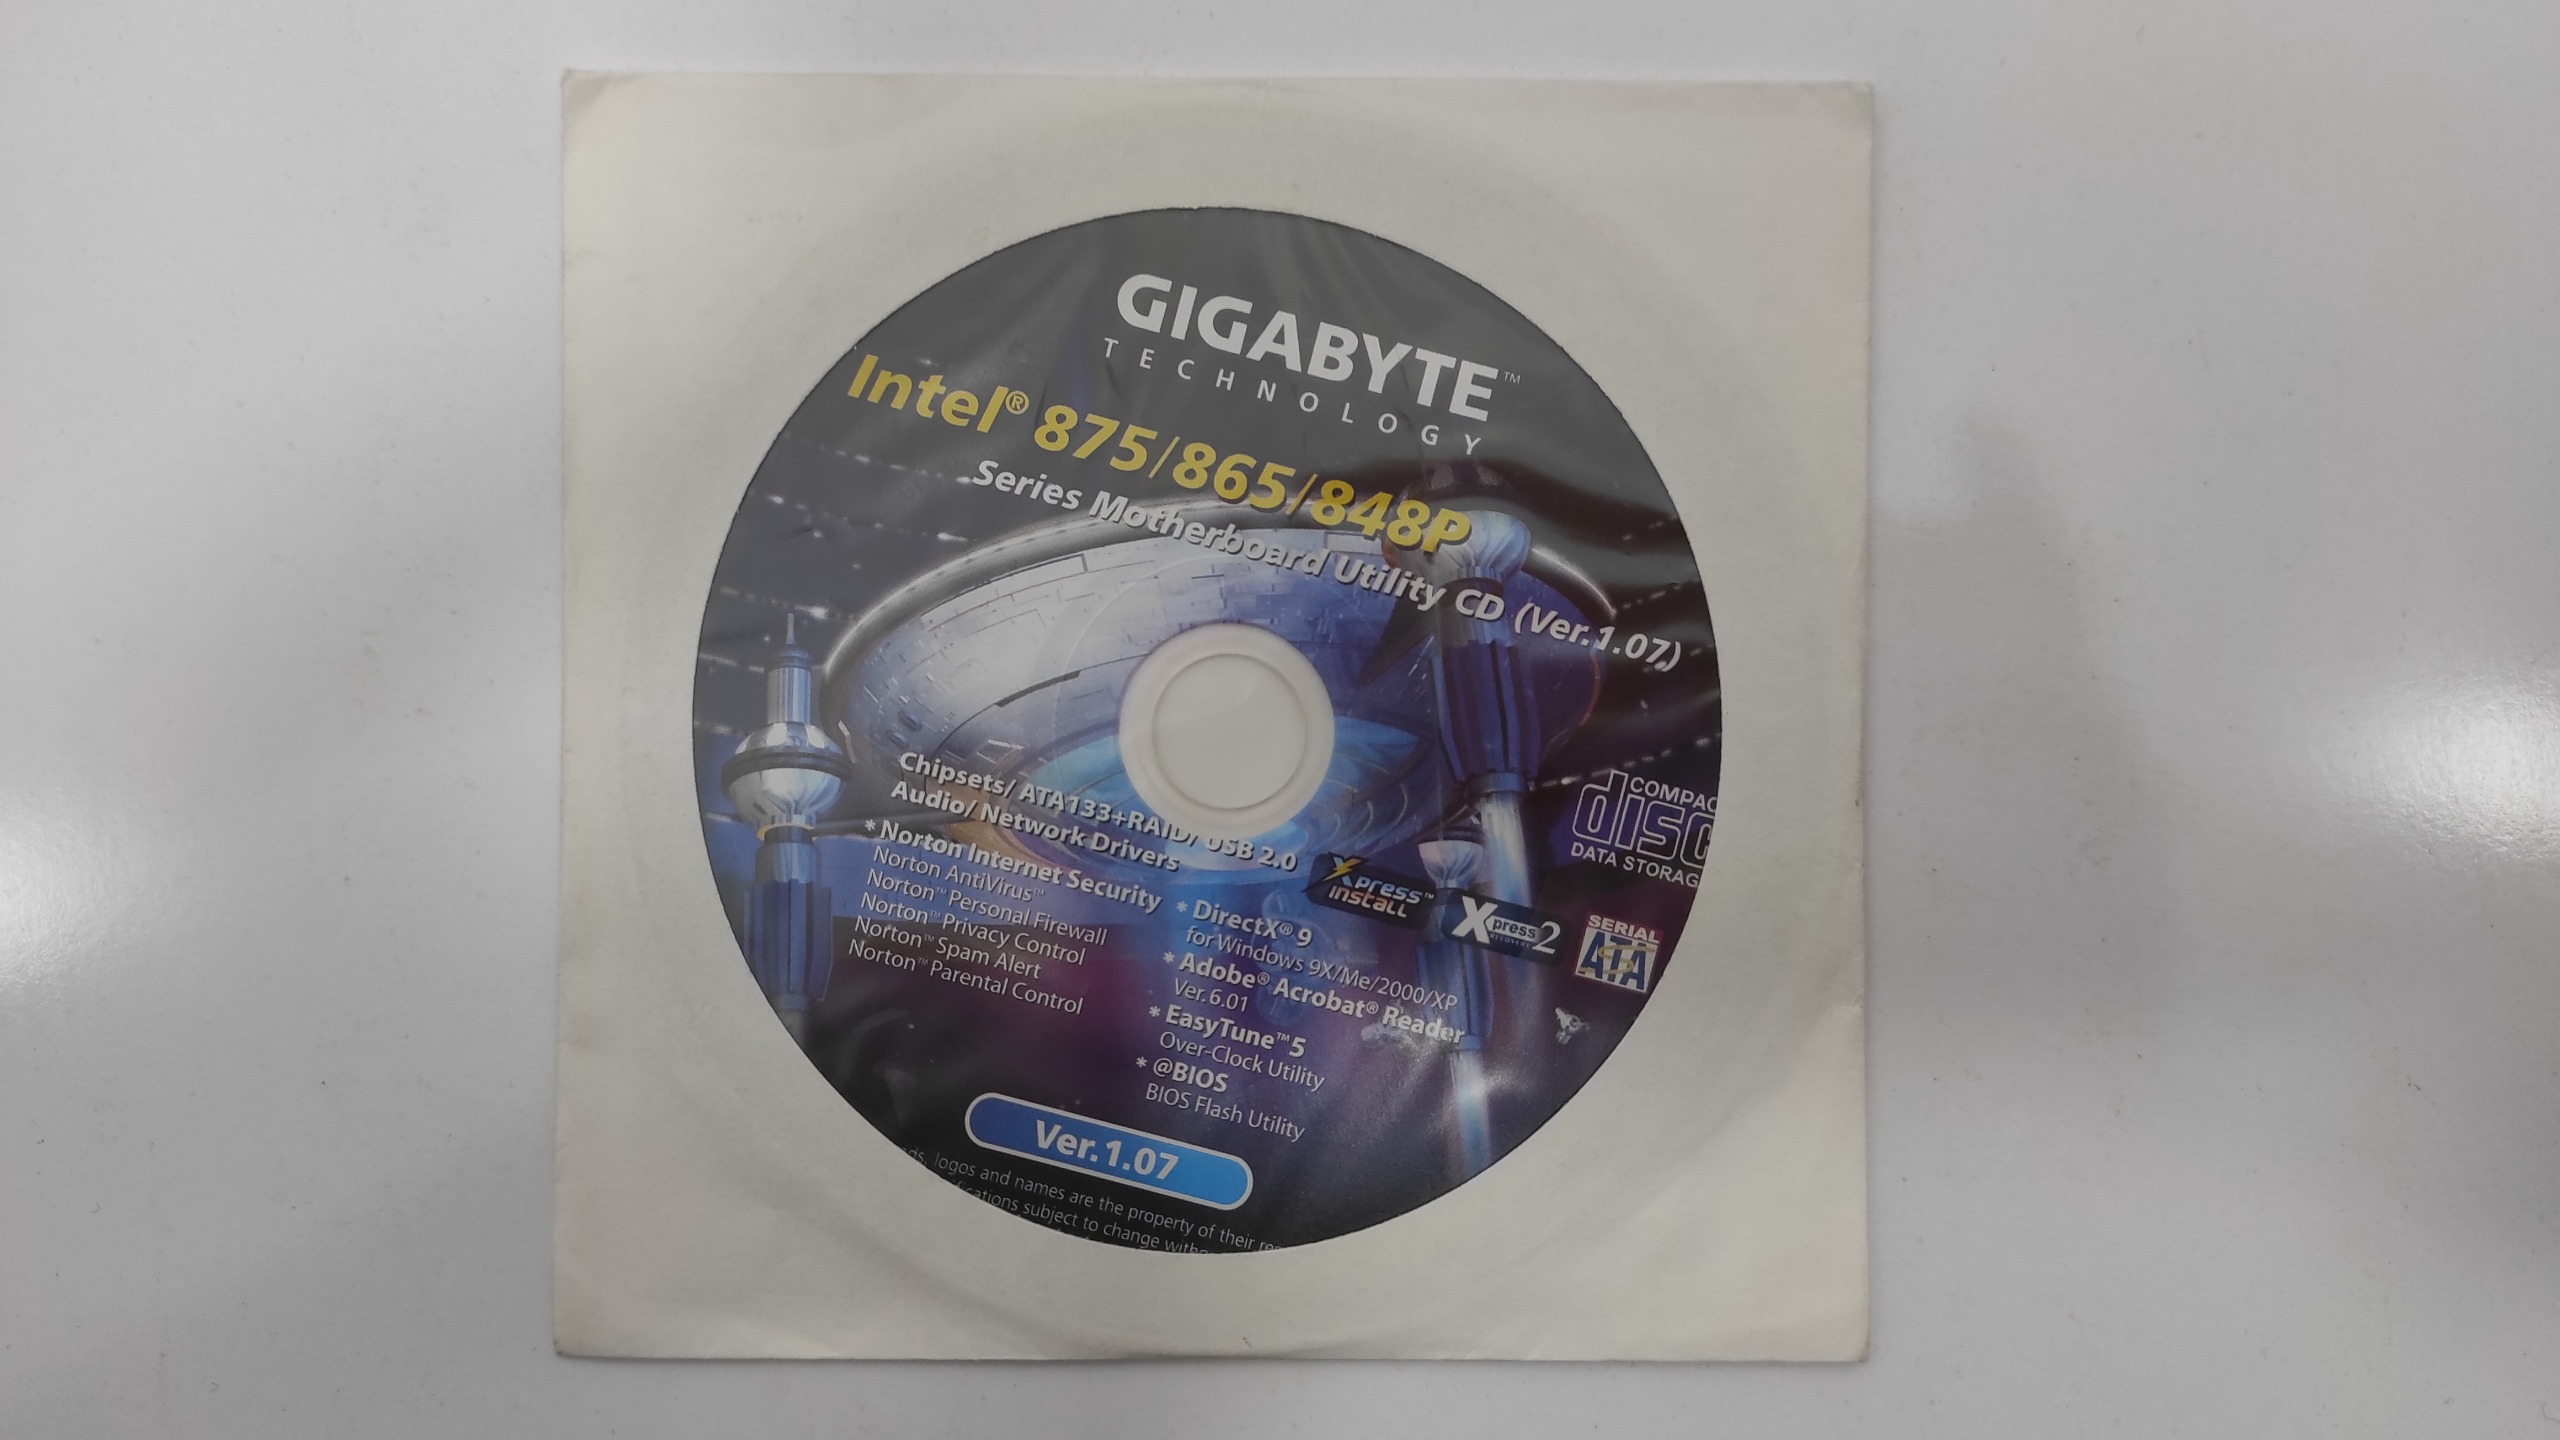 GIGABYTE™
TECHNOLOGY
Intel® 875/865/848P
Series Motherboard Utility CD (Ver.1.07)
Chipsets/ ATA133+RAID/ USB 2.0
Audio/ Network Drivers
* Norton Internet Security
Norton AntiVirus™
Norton™ Personal Firewall
Norton™ Privacy Control
Norton™ Spam Alert
Norton™ Parental Control
* DirectX® 9
for Windows 9X/Me/2000/XP
* Adobe® Acrobat® Reader
Ver.6.01
* EasyTune™5
Over-Clock Utility
* @BIOS
BIOS Flash Utility
Xpress™
install
Xpress 2
RECOVERY
SERIAL
ATA
COMPAC
disc
DATA STORAG
Ver.1.07
logos and names are the property of their
subject to change